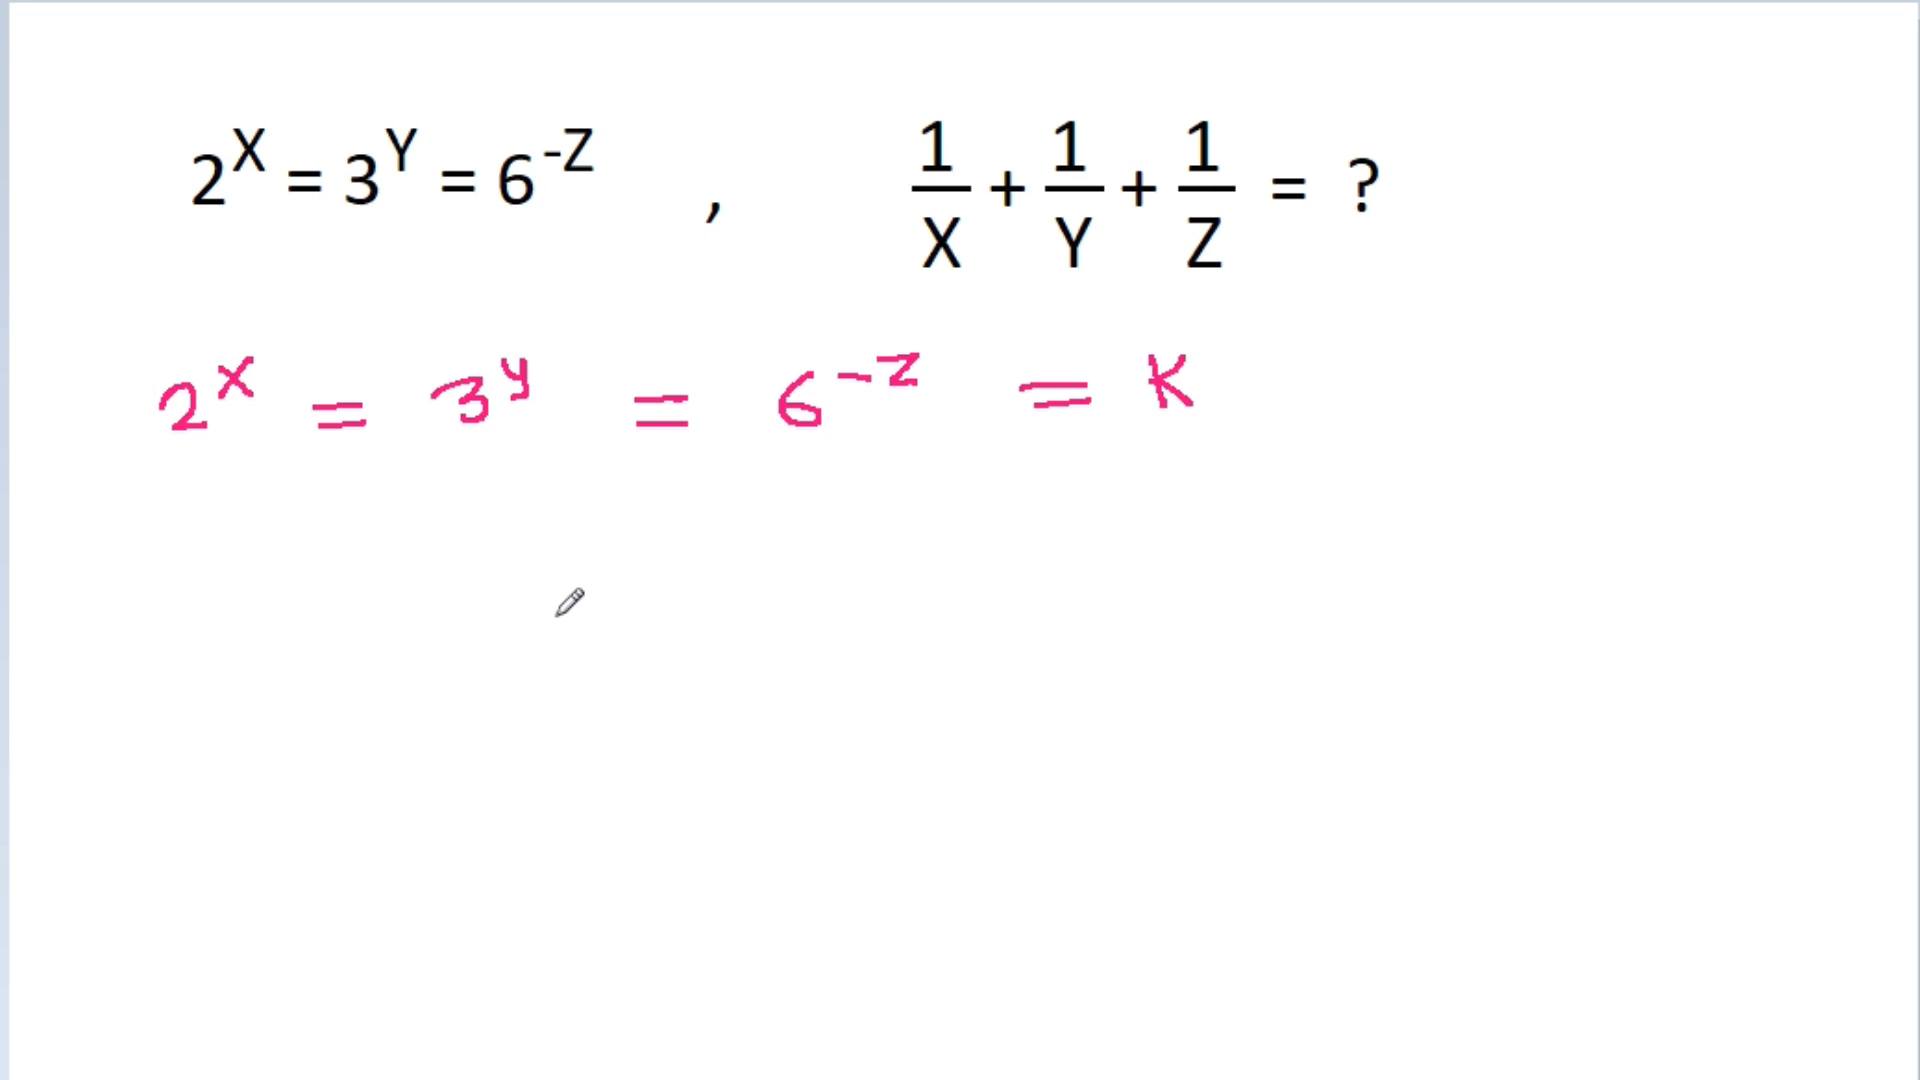 2^X = 3^Y = 6^-Z , 1/X + 1/Y + 1/Z = ?
2^x = 3^y = 6^-z = K